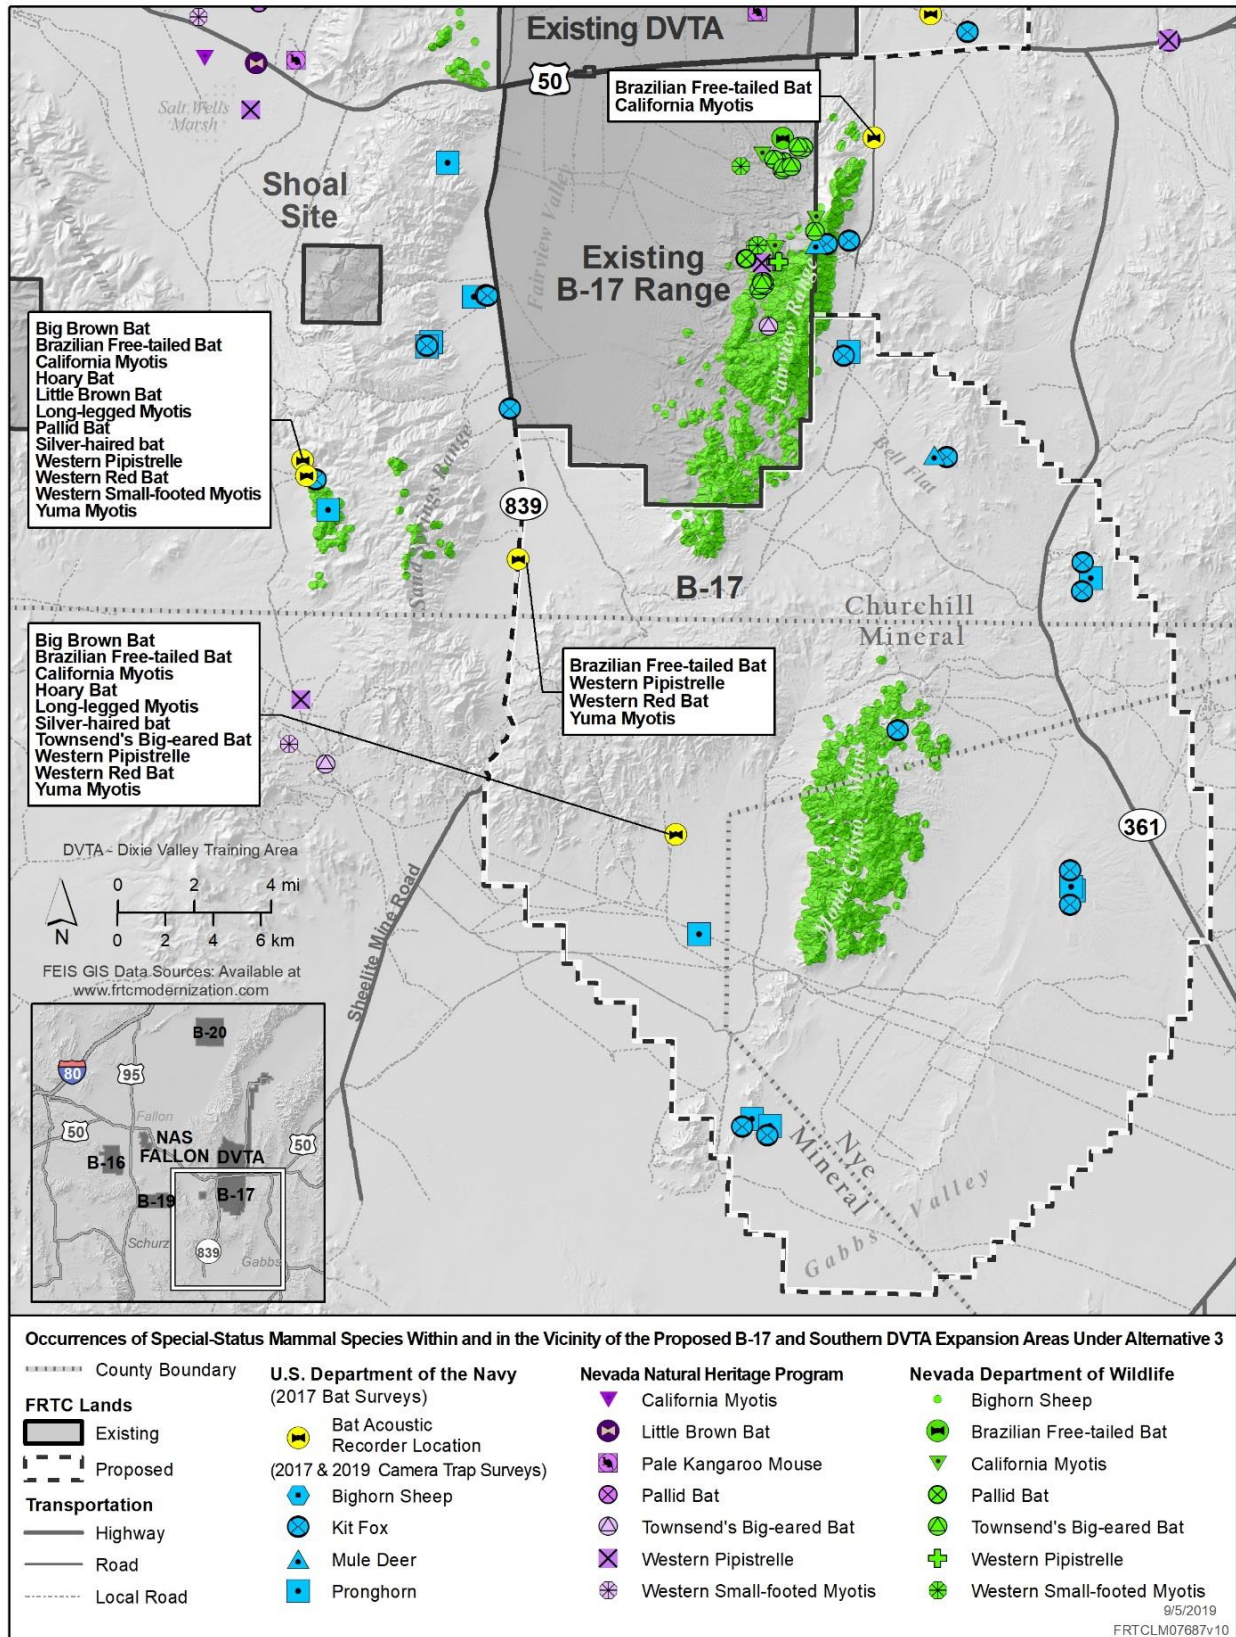 Existing DVTA
50
Brazilian Free-tailed Bat
California Myotis
Salt Wells
Marsh
Shoal
Site
Fairview Valley
Existing
B-17 Range
Fairview Range
Big Brown Bat
Brazilian Free-tailed Bat
California Myotis
Hoary Bat
Little Brown Bat
Long-legged Myotis
Pallid Bat
Silver-haired bat
Western Pipistrelle
Western Red Bat
Western Small-footed Myotis
Yuma Myotis
Bell Flat
839
B-17
Churchill
Mineral
Big Brown Bat
Brazilian Free-tailed Bat
California Myotis
Hoary Bat
Long-legged Myotis
Silver-haired bat
Townsend's Big-eared Bat
Western Pipistrelle
Western Red Bat
Yuma Myotis
Brazilian Free-tailed Bat
Western Pipistrelle
Western Red Bat
Yuma Myotis
361
DVTA - Dixie Valley Training Area
0 2 4 mi
0 2 4 6 km
N
Sheelite Mine Road
FEIS GIS Data Sources: Available at
www.frtcmodernization.com
B-20
80
95
Fallon
50
NAS
FALLON
DVTA
50
B-16
B-19
B-17
Schurz
839
Gabbs
Nye
Mineral
Gabbs Valley
Occurrences of Special-Status Mammal Species Within and in the Vicinity of the Proposed B-17 and Southern DVTA Expansion Areas Under Alternative 3
County Boundary
FRTC Lands
Existing
Proposed
Transportation
Highway
Road
Local Road
U.S. Department of the Navy
(2017 Bat Surveys)
Bat Acoustic
Recorder Location
(2017 & 2019 Camera Trap Surveys)
Bighorn Sheep
Kit Fox
Mule Deer
Pronghorn
Nevada Natural Heritage Program
California Myotis
Little Brown Bat
Pale Kangaroo Mouse
Pallid Bat
Townsend's Big-eared Bat
Western Pipistrelle
Western Small-footed Myotis
Nevada Department of Wildlife
Bighorn Sheep
Brazilian Free-tailed Bat
California Myotis
Pallid Bat
Townsend's Big-eared Bat
Western Pipistrelle
Western Small-footed Myotis
9/5/2019
FRTCLM07687v10